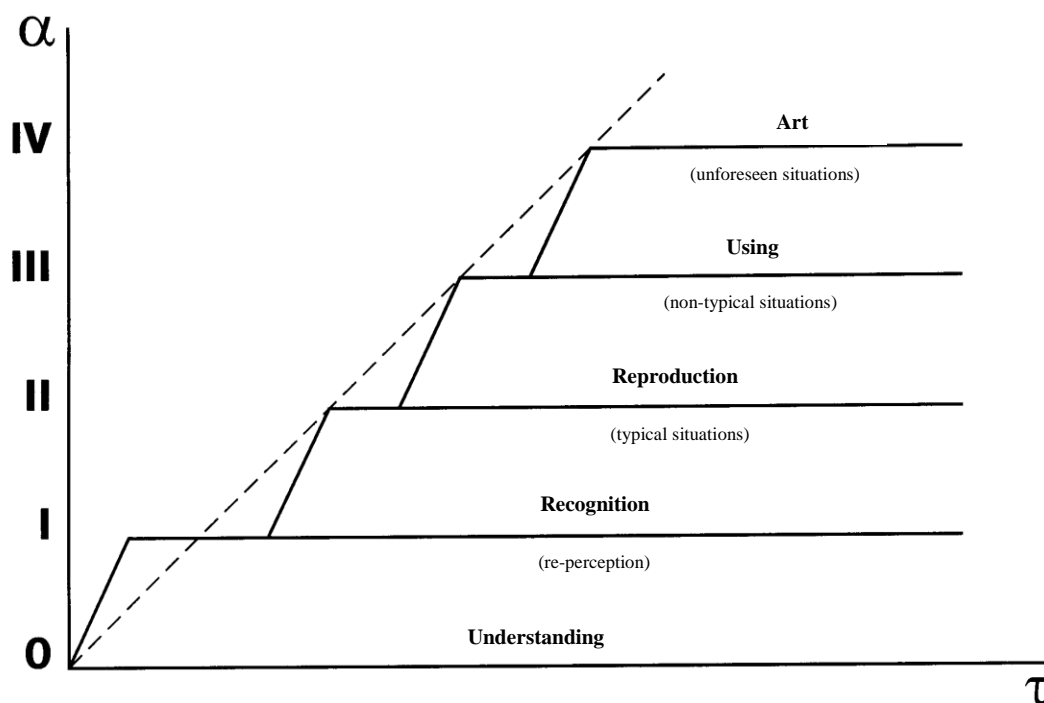 α
IV
Art
(unforeseen situations)
III
Using
(non-typical situations)
II
Reproduction
(typical situations)
I
Recognition
(re-perception)
0
Understanding
τ